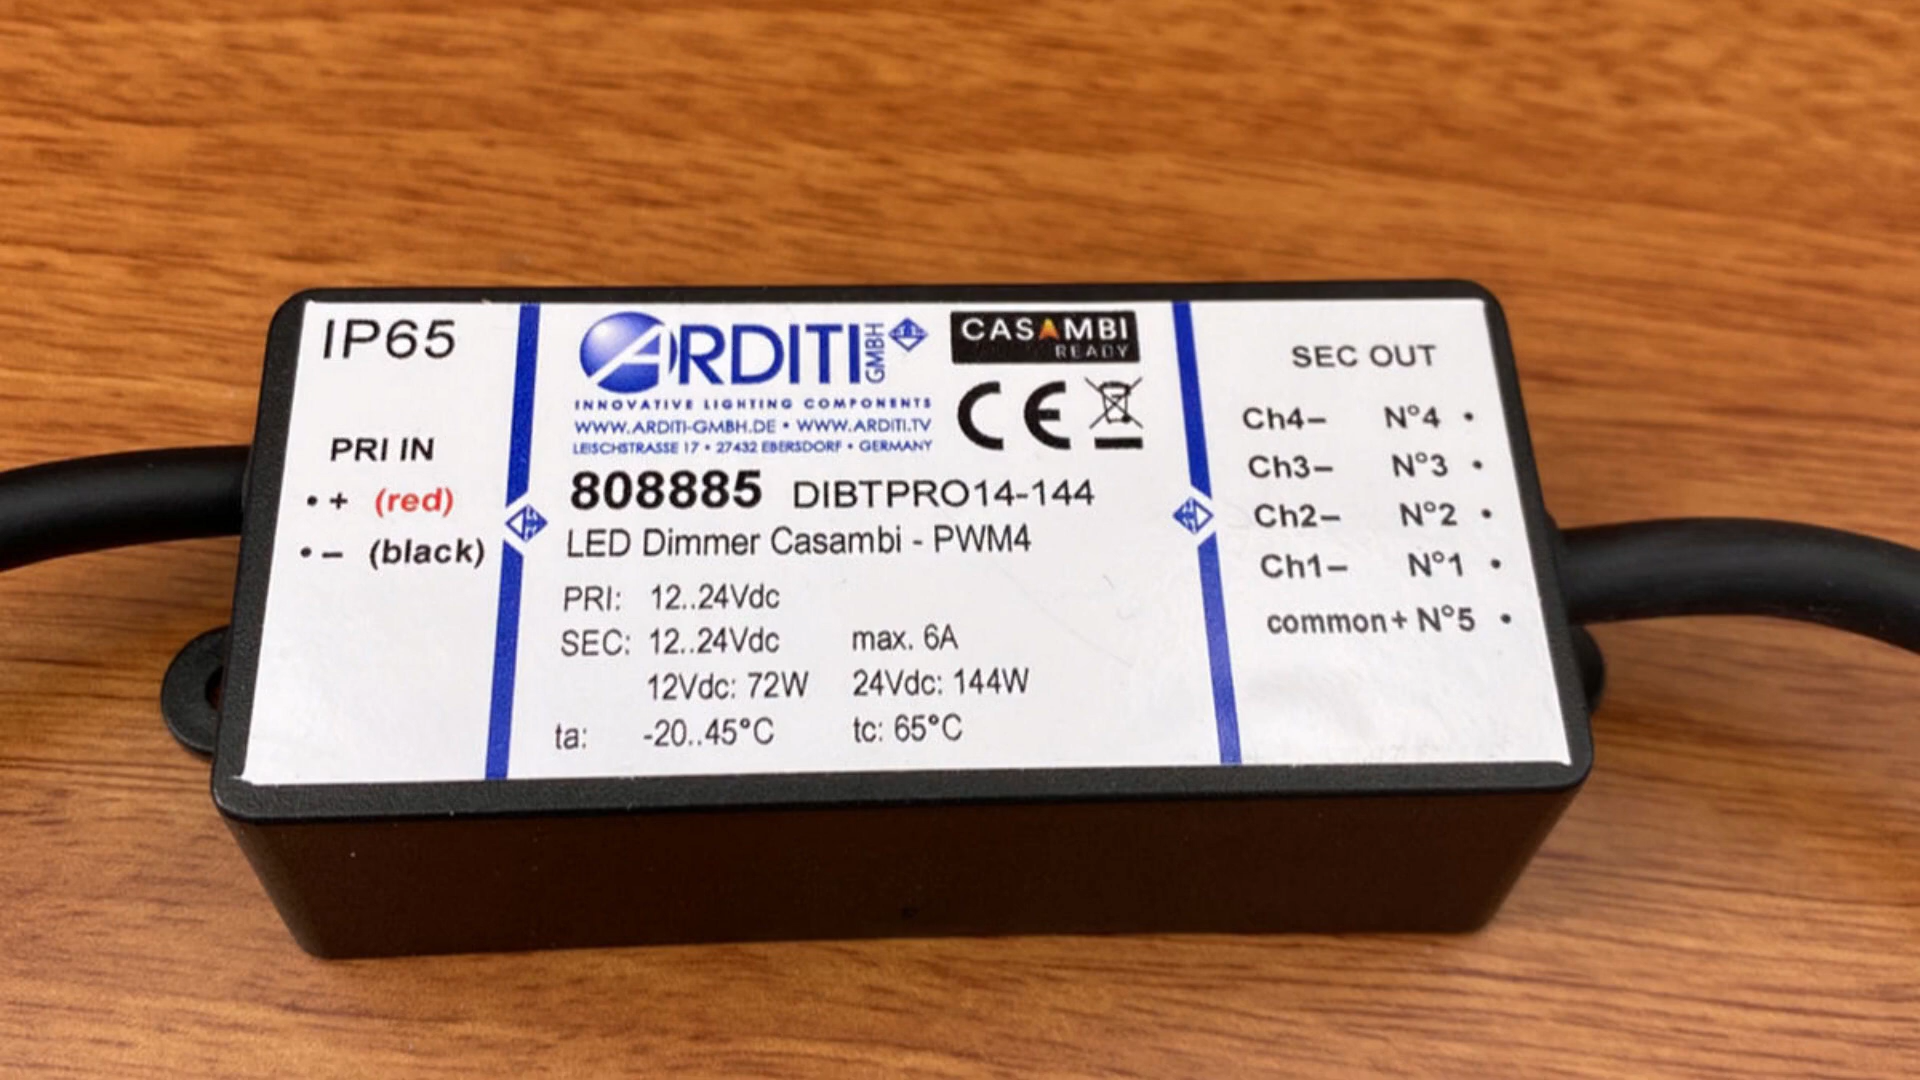 IP65
PRI IN
• + (red)
• – (black)
ARDITI GMBH
INNOVATIVE LIGHTING COMPONENTS
WWW.ARDITI-GMBH.DE • WWW.ARDITI.TV
LEISCHSTRASSE 17 • 27432 EBERSDORF • GERMANY
CASAMBI
READY
CE
808885 DIBTPRO14-144
LED Dimmer Casambi - PWM4
PRI: 12..24Vdc
SEC: 12..24Vdc max. 6A
12Vdc: 72W 24Vdc: 144W
ta: -20..45°C tc: 65°C
SEC OUT
Ch4– N°4 •
Ch3– N°3 •
Ch2– N°2 •
Ch1– N°1 •
common+ N°5 •